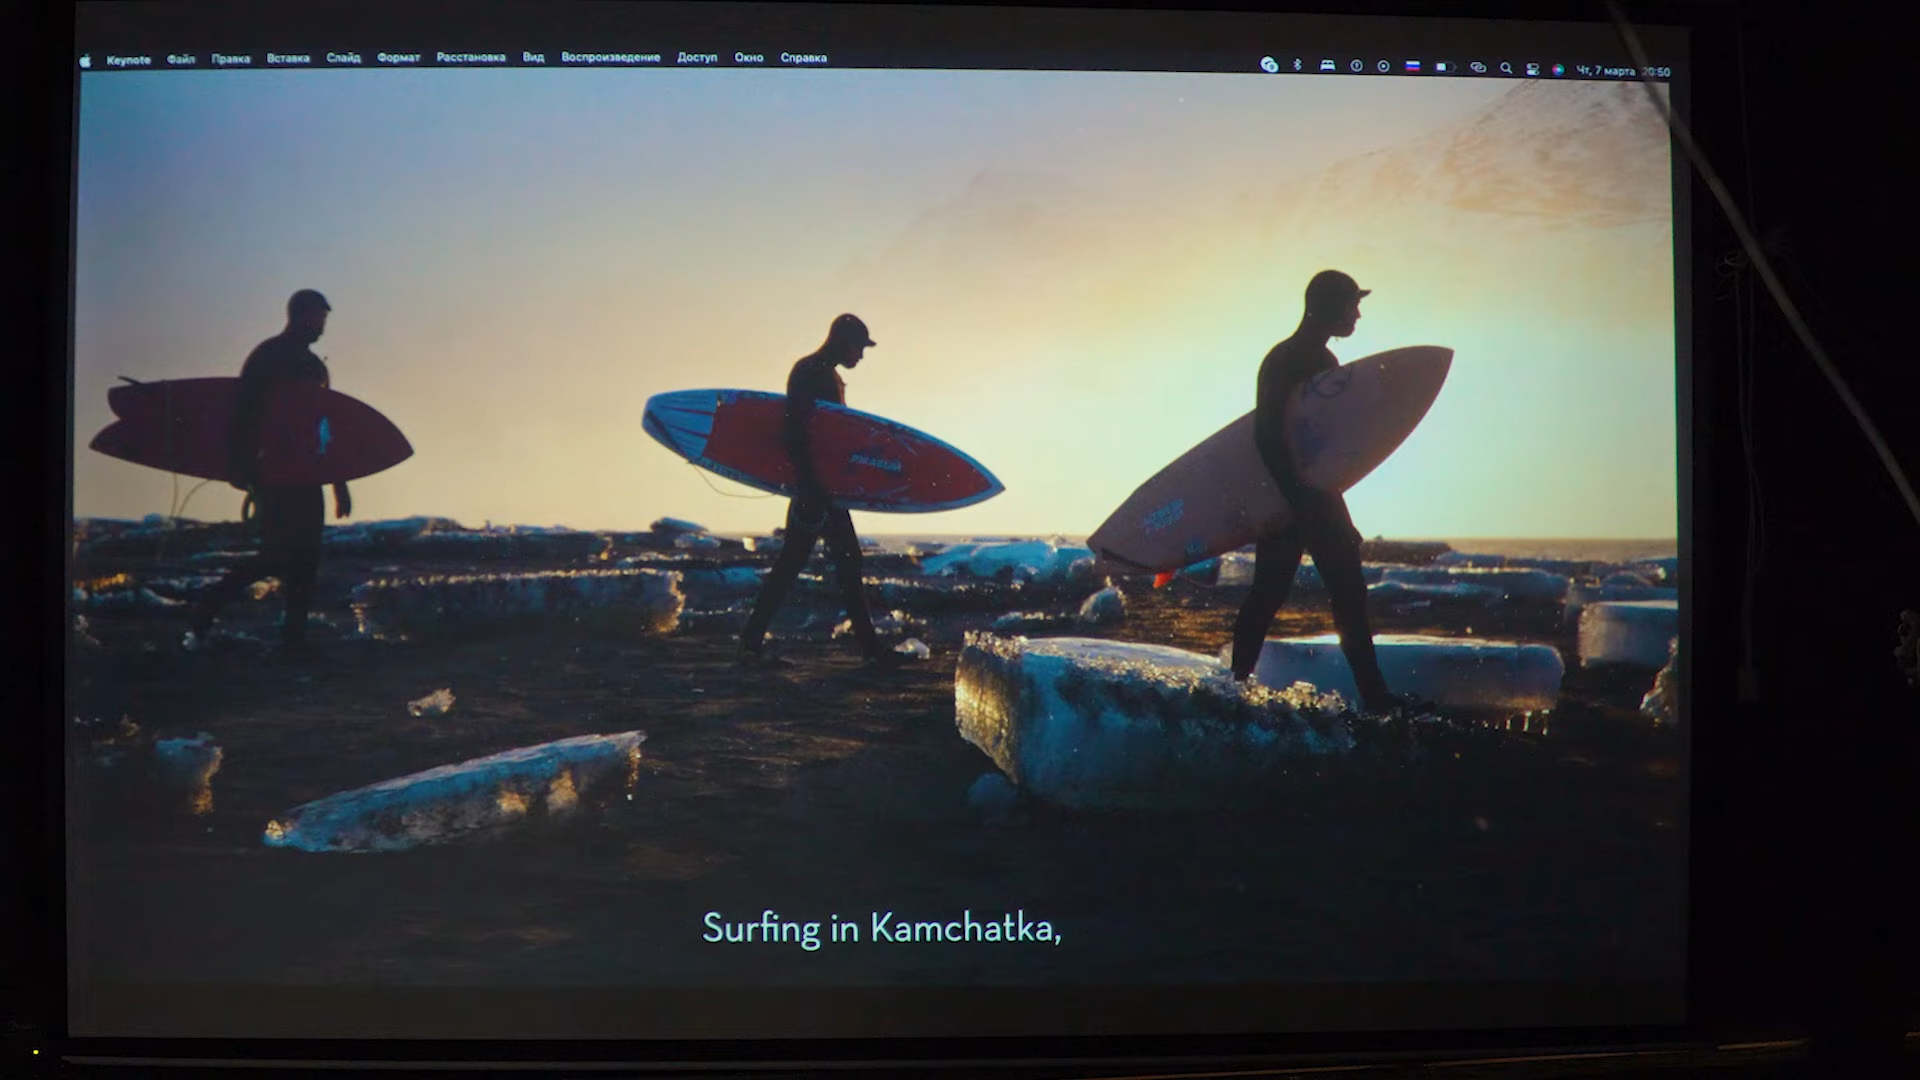 Keynote Файл Правка Вставка Слайд Формат Расстановка Вид Воспроизведение Доступ Окно Справка
Чт, 7 марта 20:50
Surfing in Kamchatka,